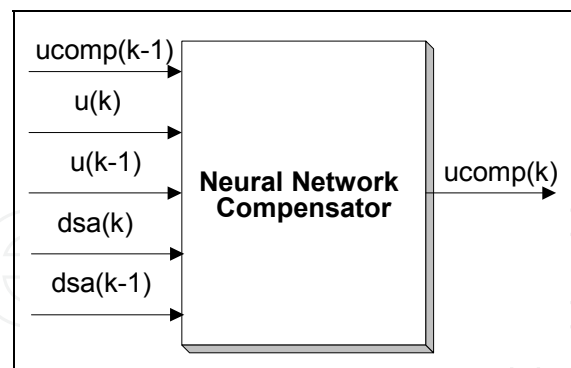 ucomp(k-1)
u(k)
u(k-1)
dsa(k)
dsa(k-1)
Neural Network
Compensator
ucomp(k)